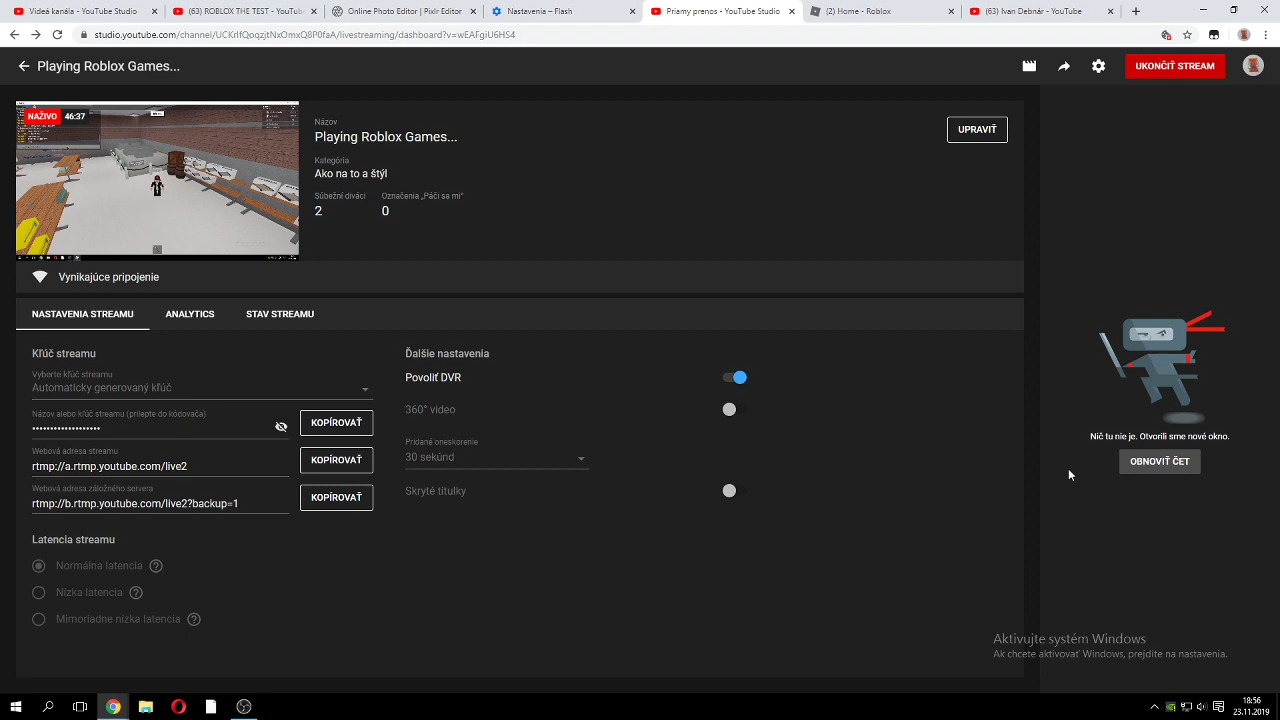 Videá kanála - YouTube Studio
(63) ROBLOX THE TEST - YouTube
Online Photo Editor | Pixlr Editor
Nastavenia – Flash
Priamy prenos - YouTube Studio
(2) Home - Roblox
(63) Ivan Debnár - YouTube
studio.youtube.com/channel/UCKrIfQoqzjtNxOmxQ8P0faA/livestreaming/dashboard?v=wEAFgiU6HS4
Playing Roblox Games...
UKONČIŤ STREAM
NAŽIVO 46:37
Názov
Playing Roblox Games...
UPRAVIŤ
Kategória
Ako na to a štýl
Súbežní diváci
2
Označenia „Páči sa mi“
0
Vynikajúce pripojenie
NASTAVENIA STREAMU
ANALYTICS
STAV STREAMU
Kľúč streamu
Vyberte kľúč streamu
Automaticky generovaný kľúč
Názov alebo kľúč streamu (prilepte do kódovača)
••••••••••••••••••
KOPÍROVAŤ
Webová adresa streamu
rtmp://a.rtmp.youtube.com/live2
KOPÍROVAŤ
Webová adresa záložného servera
rtmp://b.rtmp.youtube.com/live2?backup=1
KOPÍROVAŤ
Latencia streamu
Normálna latencia
Nízka latencia
Mimoriadne nízka latencia
Ďalšie nastavenia
Povoliť DVR
360° video
Pridané oneskorenie
30 sekúnd
Skryté titulky
Nič tu nie je. Otvorili sme nové okno.
OBNOVIŤ ČET
Aktivujte systém Windows
Ak chcete aktivovať Windows, prejdite na nastavenia.
18:56
23.11.2019